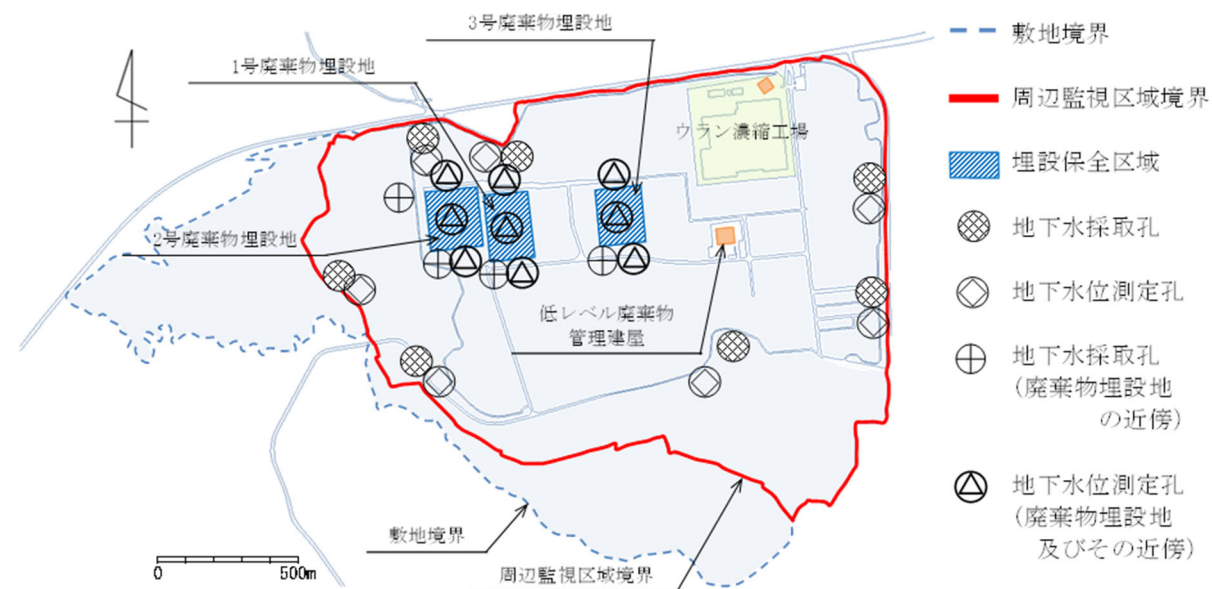 3号廃棄物埋設地
1号廃棄物埋設地
ウラン濃縮工場
2号廃棄物埋設地
低レベル廃棄物
管理建屋
敷地境界
周辺監視区域境界
0
500m
敷地境界
周辺監視区域境界
埋設保全区域
地下水採取孔
地下水位測定孔
地下水採取孔
(廃棄物埋設地
の近傍)
地下水位測定孔
(廃棄物埋設地
及びその近傍)